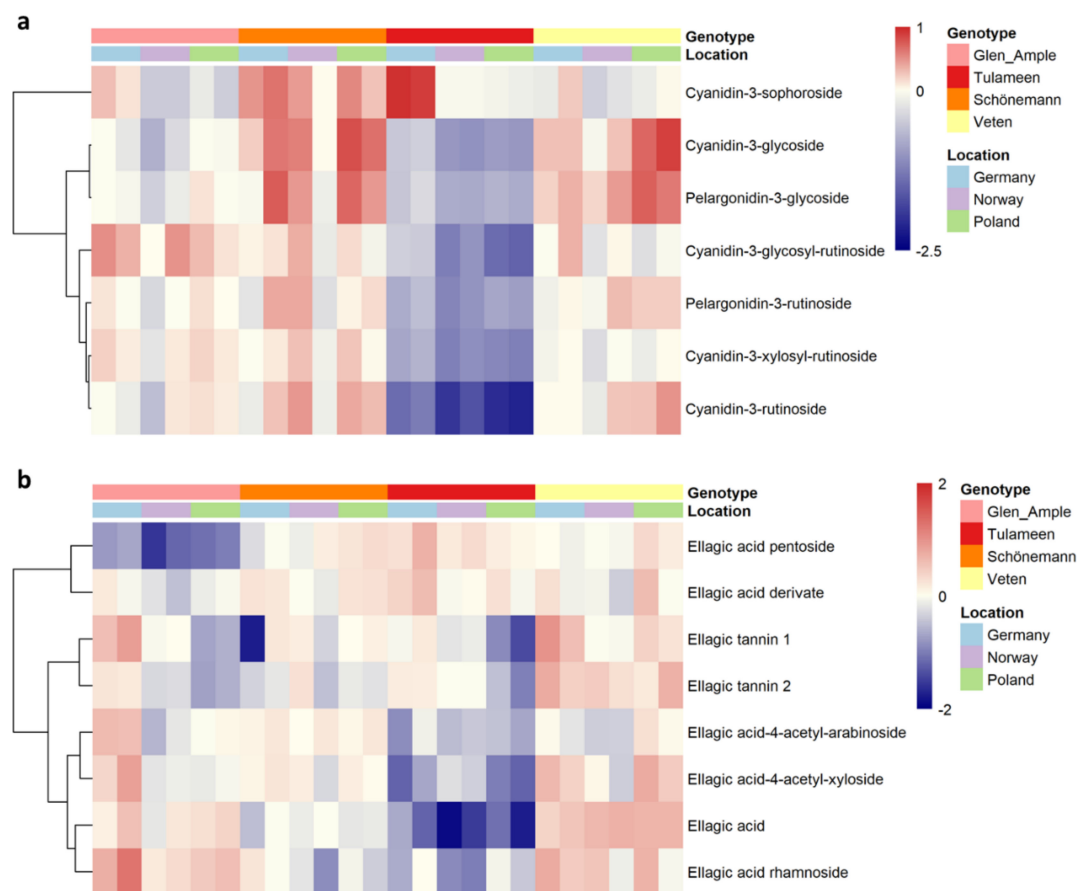 a
Genotype
Location
Cyanidin-3-sophoroside
Cyanidin-3-glycoside
Pelargonidin-3-glycoside
Cyanidin-3-glycosyl-rutinoside
Pelargonidin-3-rutinoside
Cyanidin-3-xylosyl-rutinoside
Cyanidin-3-rutinoside
1
0
-2.5
Genotype
Glen_Ample
Tulameen
Schönemann
Veten
Location
Germany
Norway
Poland
b
Genotype
Location
Ellagic acid pentoside
Ellagic acid derivate
Ellagic tannin 1
Ellagic tannin 2
Ellagic acid-4-acetyl-arabinoside
Ellagic acid-4-acetyl-xyloside
Ellagic acid
Ellagic acid rhamnoside
2
0
-2
Genotype
Glen_Ample
Tulameen
Schönemann
Veten
Location
Germany
Norway
Poland